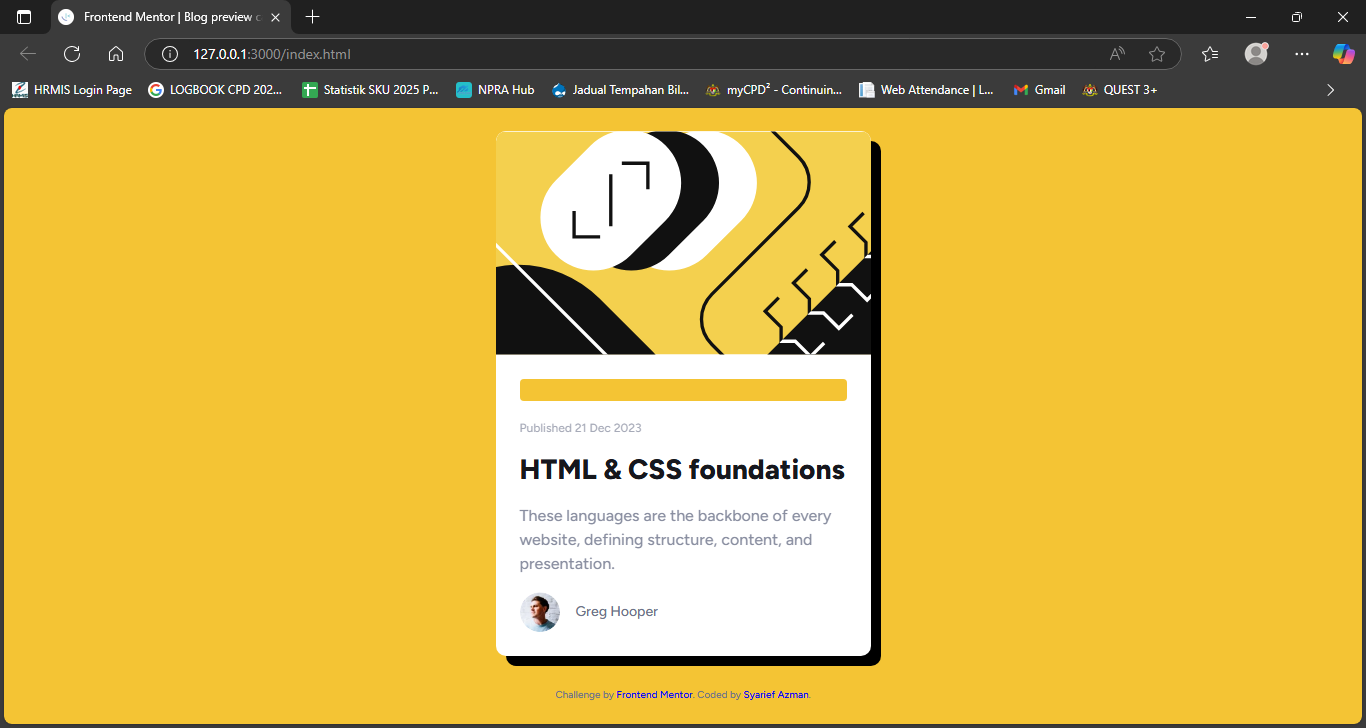 Frontend Mentor | Blog preview c
127.0.0.1:3000/index.html
HRMIS Login Page
LOGBOOK CPD 202...
Statistik SKU 2025 P...
NPRA Hub
Jadual Tempahan Bil...
myCPD² - Continuin...
Web Attendance | L...
Gmail
QUEST 3+
Published 21 Dec 2023
HTML & CSS foundations
These languages are the backbone of every
website, defining structure, content, and
presentation.
Greg Hooper
Challenge by Frontend Mentor. Coded by Syarief Azman.